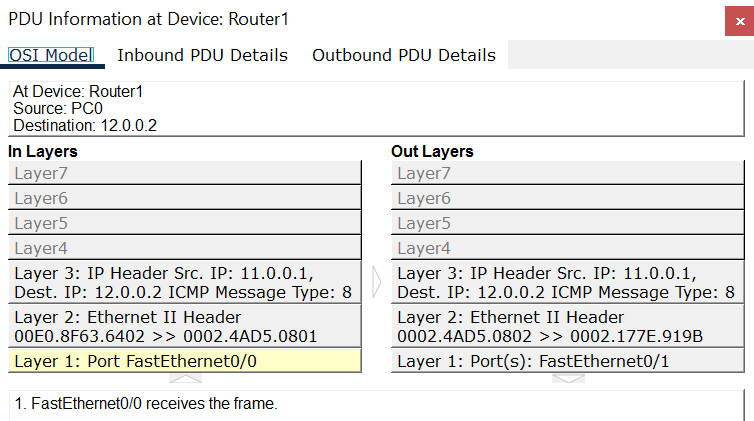 PDU Information at Device: Router1
x
OSI Model Inbound PDU Details Outbound PDU Details
At Device: Router1
Source: PC0
Destination: 12.0.0.2
In Layers
Layer7
Layer6
Layer5
Layer4
Layer 3: IP Header Src. IP: 11.0.0.1,
Dest. IP: 12.0.0.2 ICMP Message Type: 8
Layer 2: Ethernet II Header
00E0.8F63.6402 >> 0002.4AD5.0801
Layer 1: Port FastEthernet0/0
Out Layers
Layer7
Layer6
Layer5
Layer4
Layer 3: IP Header Src. IP: 11.0.0.1,
Dest. IP: 12.0.0.2 ICMP Message Type: 8
Layer 2: Ethernet II Header
0002.4AD5.0802 >> 0002.177E.919B
Layer 1: Port(s): FastEthernet0/1
1. FastEthernet0/0 receives the frame.